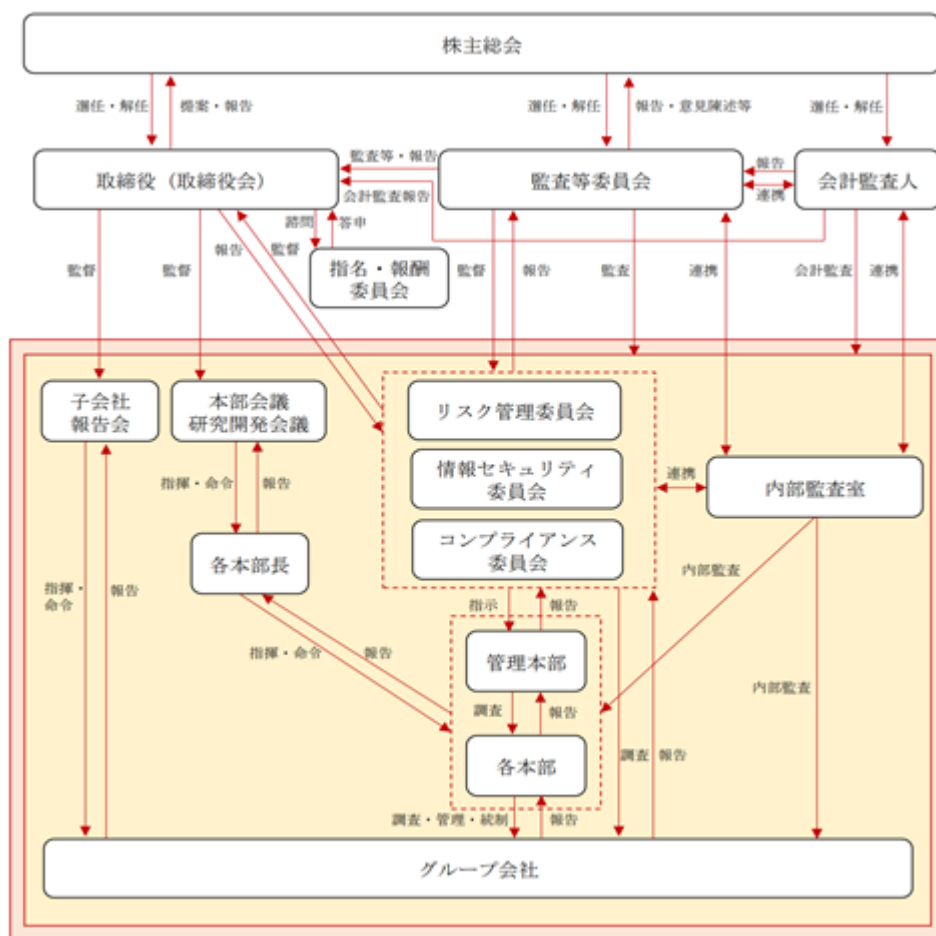 株主総会
選任・解任
提案・報告
選任・解任
報告・意見陳述等
選任・解任
取締役（取締役会）
監査等・報告
会計監査報告
監査等委員会
報告
連携
会計監査人
諮問
答申
指名・報酬
委員会
監督
監督
報告
監督
監督
報告
監査
連携
会計監査
連携
子会社
報告会
本部会議
研究開発会議
リスク管理委員会
情報セキュリティ
委員会
コンプライアンス
委員会
連携
内部監査室
指揮・命令
報告
各本部長
指揮・
命令
報告
指揮・命令
報告
指示
報告
内部監査
管理本部
調査
報告
各本部
内部監査
調査
報告
調査・管理・統制
報告
グループ会社